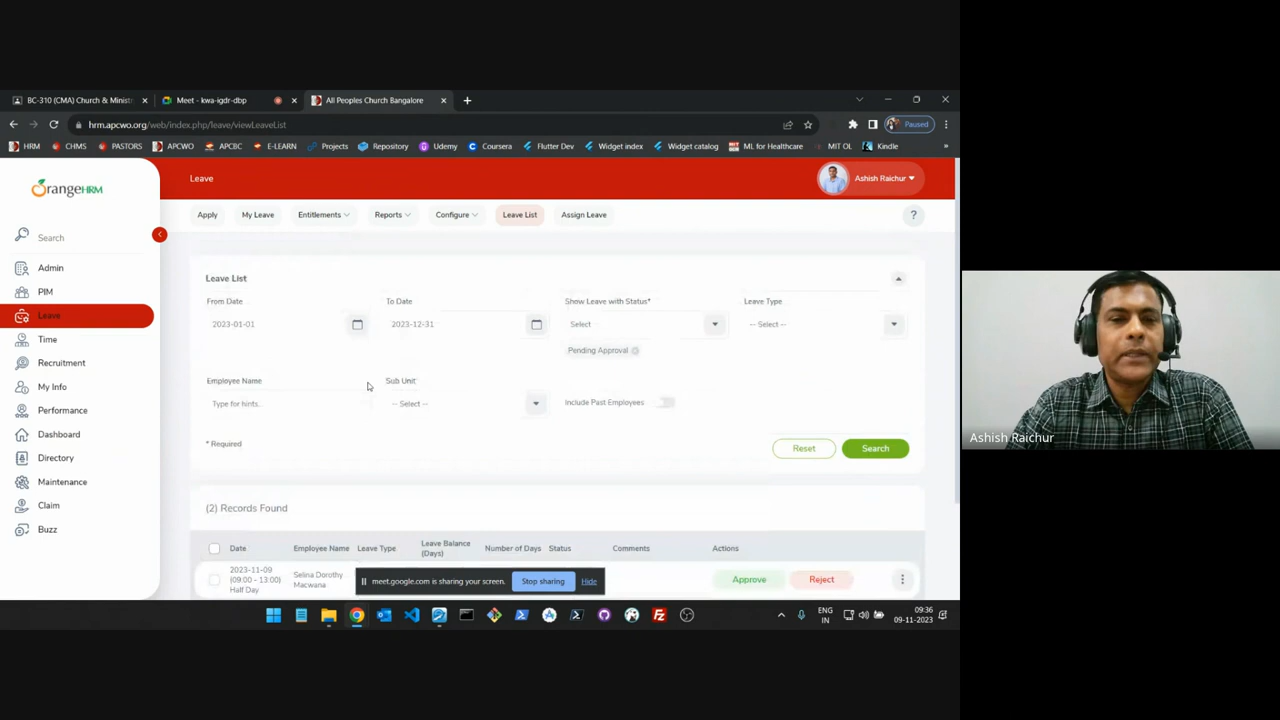 BC-310 (CMA) Church & Ministr
Meet - kwa-igdr-dbp
All Peoples Church Bangalore
hrm.apcwo.org/web/index.php/leave/viewLeaveList
Paused
HRM
CHMS
PASTORS
APCWO
APCBC
E-LEARN
Projects
Repository
Udemy
Coursera
Flutter Dev
Widget index
Widget catalog
ML for Healthcare
MIT OL
Kindle
OrangeHRM
Leave
Ashish Raichur
Apply
My Leave
Entitlements
Reports
Configure
Leave List
Assign Leave
?
Search
Admin
PIM
Leave
Time
Recruitment
My Info
Performance
Dashboard
Directory
Maintenance
Claim
Buzz
Leave List
From Date
To Date
Show Leave with Status*
Leave Type
2023-01-01
2023-12-31
Select
-- Select --
Pending Approval
Employee Name
Sub Unit
Type for hints...
-- Select --
Include Past Employees
* Required
Reset
Search
(2) Records Found
Date
Employee Name
Leave Type
Leave Balance (Days)
Number of Days
Status
Comments
Actions
2023-11-09
(09:00 - 13:00)
Half Day
Selina Dorothy
Macwana
Approve
Reject
meet.google.com is sharing your screen.
Stop sharing
Hide
ENG
IN
09:36
09-11-2023
Ashish Raichur